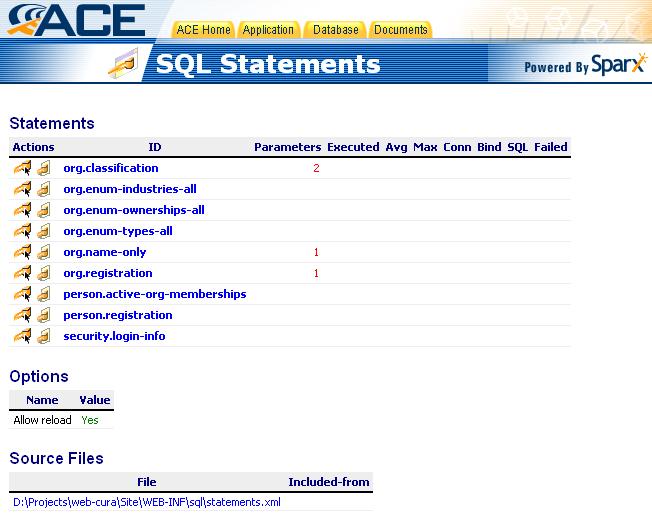 ACE
ACE Home Application Database Documents
SQL Statements
Powered By Sparx
Statements
Actions ID Parameters Executed Avg Max Conn Bind SQL Failed
org.classification 2
org.enum-industries-all
org.enum-ownerships-all
org.enum-types-all
org.name-only 1
org.registration 1
person.active-org-memberships
person.registration
security.login-info
Options
Name Value
Allow reload Yes
Source Files
File Included-from
D:\Projects\web-cura\Site\WEB-INF\sql\statements.xml